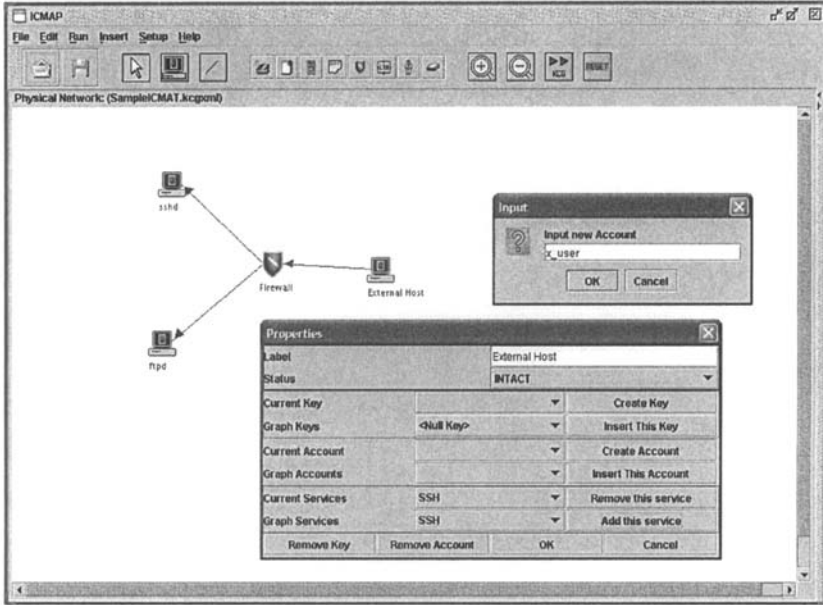 ICMAP
File Edit Run Insert Setup Help
KCG
RESET
Physical Network: (SampleICMAT.kcgxml)
sshd
Firewall
External Host
ftpd
Input
Input new Account
x_user
OK Cancel
Properties
Label External Host
Status INTACT
Current Key Create Key
Graph Keys <Null Key> Insert This Key
Current Account Create Account
Graph Accounts Insert This Account
Current Services SSH Remove this service
Graph Services SSH Add this service
Remove Key Remove Account OK Cancel